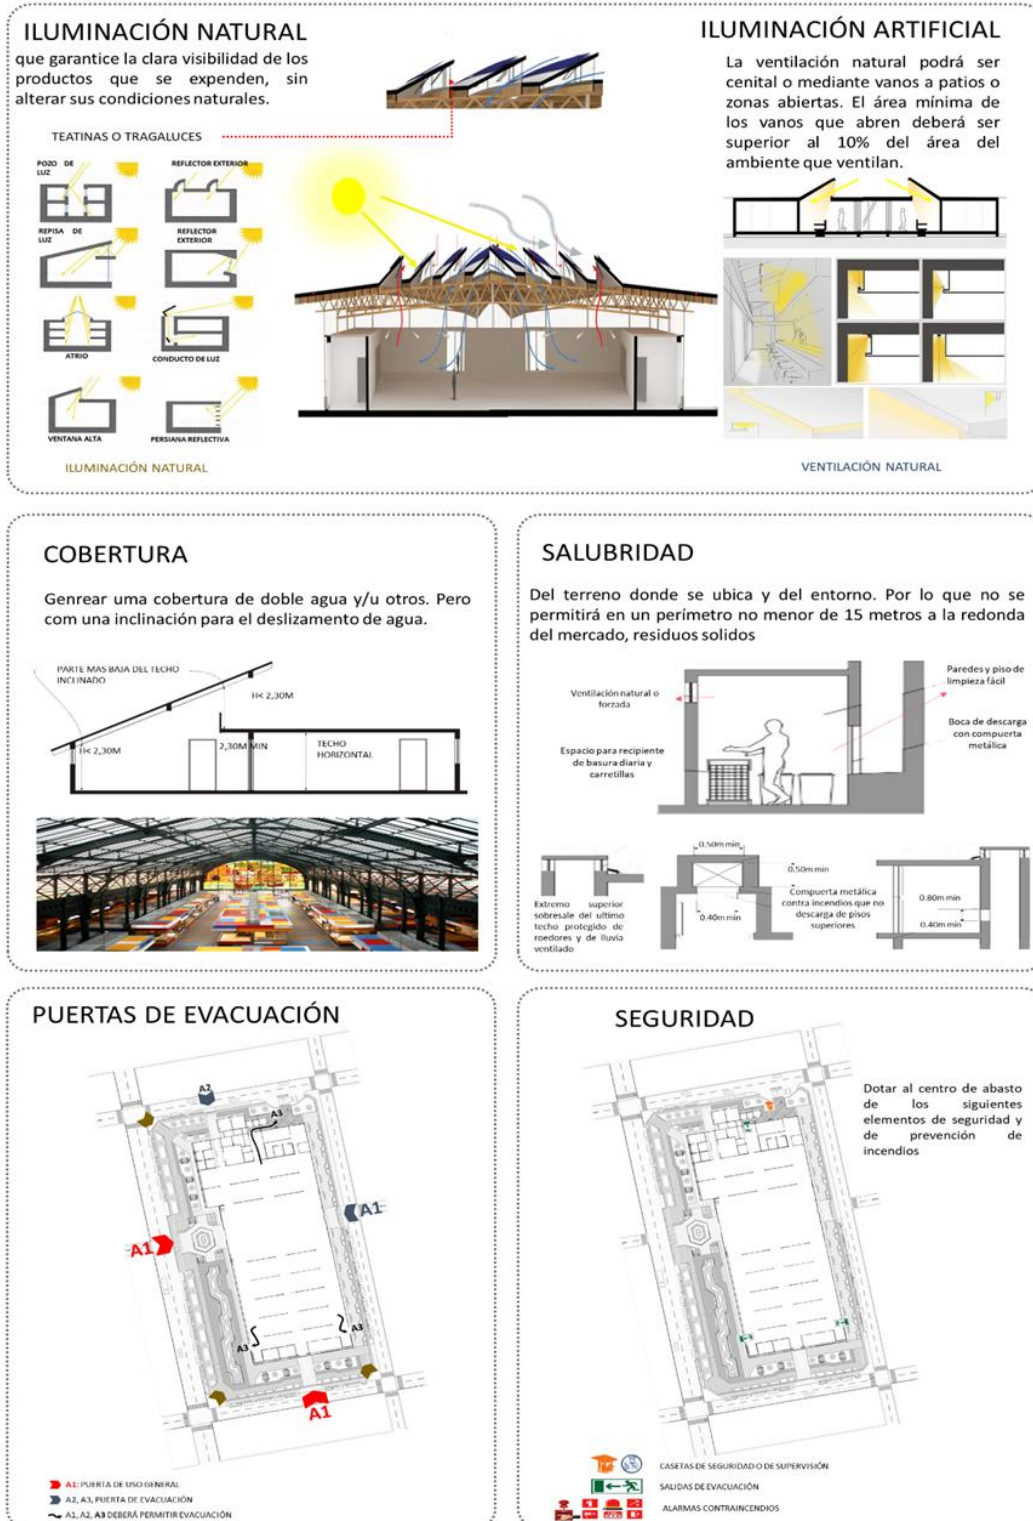 ILUMINACIÓN NATURAL
que garantice la clara visibilidad de los
productos que se expenden, sin
alterar sus condiciones naturales.
TEATINAS O TRAGALUCES
POZO DE
LUZ
REFLECTOR EXTERIOR
REPISA DE
LUZ
REFLECTOR
EXTERIOR
ATRIO
CONDUCTO DE LUZ
VENTANA ALTA
PERSIANA REFLECTIVA
ILUMINACIÓN NATURAL
ILUMINACIÓN ARTIFICIAL
La ventilación natural podrá ser
cenital o mediante vanos a patios o
zonas abiertas. El área mínima de
los vanos que abren deberá ser
superior al 10% del área del
ambiente que ventilan.
VENTILACIÓN NATURAL
COBERTURA
Genrear uma cobertura de doble agua y/u otros. Pero
com una inclinación para el deslizamento de agua.
PARTE MAS BAJA DEL TECHO
INCLINADO
H< 2,30M
H< 2,30M
2,30M MIN
TECHO
HORIZONTAL
SALUBRIDAD
Del terreno donde se ubica y del entorno. Por lo que no se
permitirá en un perímetro no menor de 15 metros a la redonda
del mercado, residuos solidos
Ventilación natural o
forzada
Espacio para recipiente
de basura diaria y
carretillas
Paredes y piso de
limpieza fácil
Boca de descarga
con compuerta
metálica
Extremo superior
sobresale del ultimo
techo protegido de
roedores y de lluvia
ventilado
0.50m min
0.50m min
0.40m min
Compuerta metálica
contra incendios que no
descarga de pisos
superiores
0.80m min
0.40m min
PUERTAS DE EVACUACIÓN
A2
A3
A1
A1
A3
A3
A1
A1: PUERTA DE USO GENERAL
A2, A3, PUERTA DE EVACUACIÓN
A1, A2, A3 DEBERÁ PERMITIR EVACUACIÓN
SEGURIDAD
Dotar al centro de abasto
de los siguientes
elementos de seguridad y
de prevención de
incendios
CASETAS DE SEGURIDAD O DE SUPERVISIÓN
SALIDAS DE EVACUACIÓN
ALARMAS CONTRAINCENDIOS